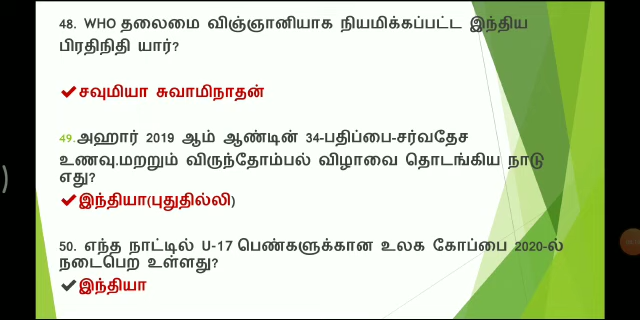 48. WHO தலைமை விஞ்ஞானியாக நியமிக்கப்பட்ட இந்திய
பிரதிநிதி யார்?
✔சவுமியா சுவாமிநாதன்
49.அஹார் 2019 ஆம் ஆண்டின் 34-பதிப்பை-சர்வதேச
உணவு.மறறும் விருந்தோம்பல் விழாவை தொடங்கிய நாடு
எது?
✔இந்தியா(புதுதில்லி)
50. எந்த நாட்டில் U-17 பெண்களுக்கான உலக கோப்பை 2020-ல்
நடைபெற உள்ளது?
✔இந்தியா